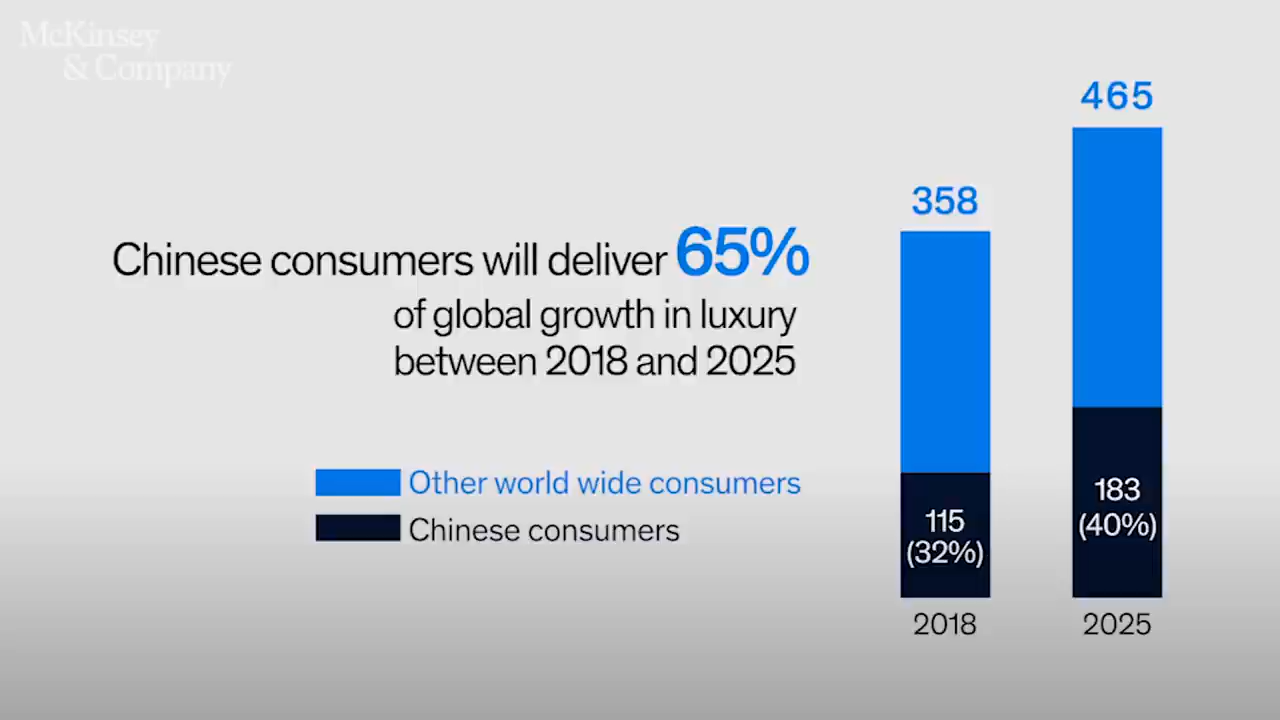 McKinsey
& Company
Chinese consumers will deliver 65%
of global growth in luxury
between 2018 and 2025
Other world wide consumers
Chinese consumers
358
115
(32%)
2018
465
183
(40%)
2025